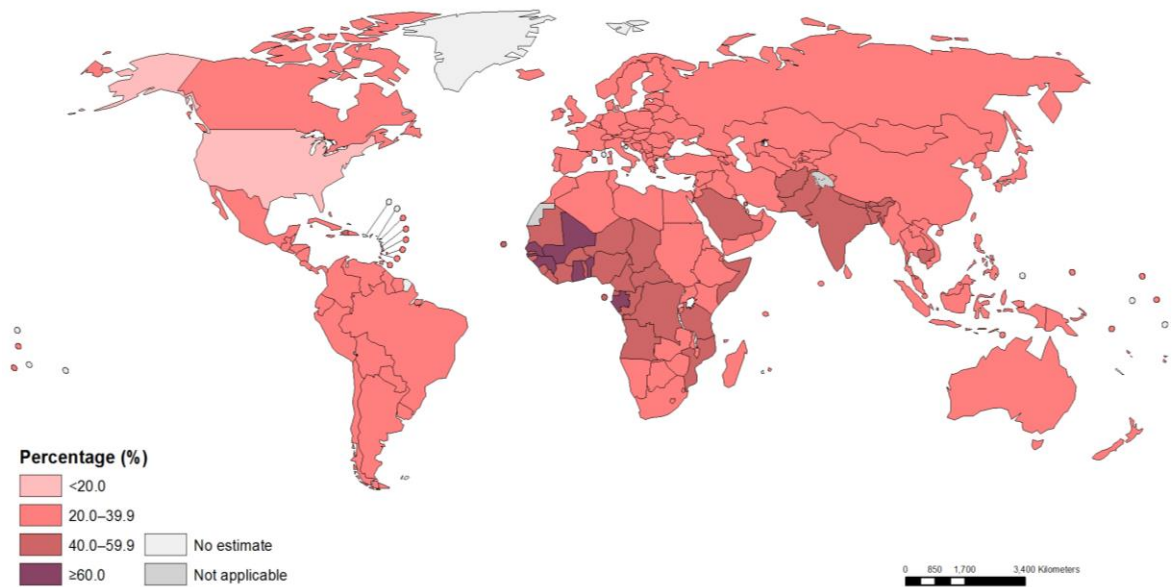 Percentage (%)
<20.0
20.0–39.9
40.0–59.9
≥60.0
No estimate
Not applicable
0 850 1,700 3,400 Kilometers